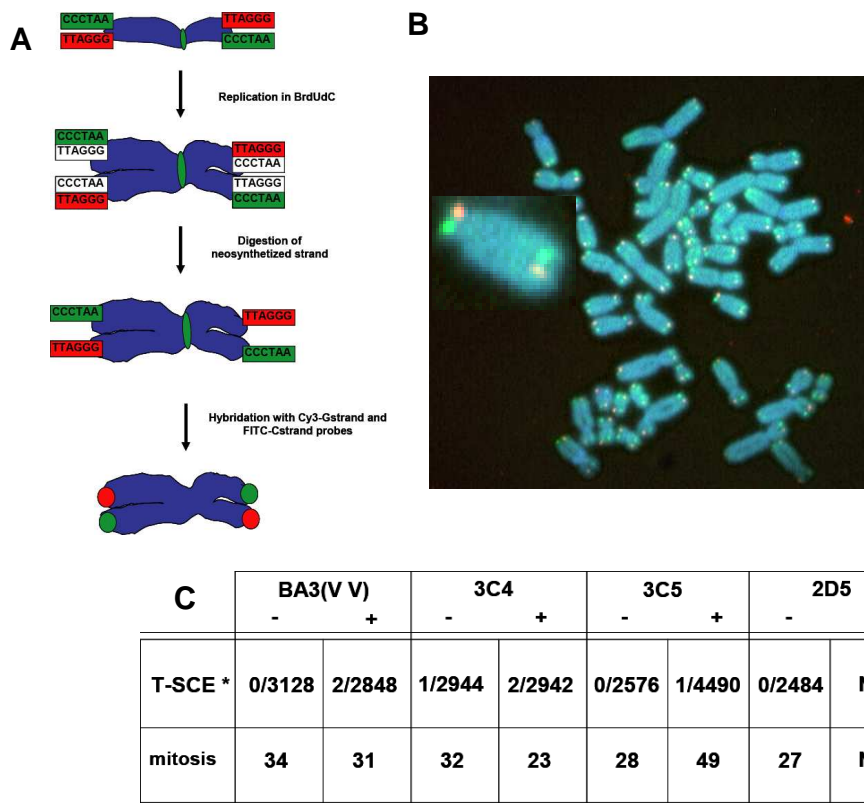 A
B
CCCTAA TTAGGG
TTAGGG CCCTAA
Replication in BrdUdC
CCCTAA
TTAGGG
TTAGGG
CCCTAA
CCCTAA
TTAGGG
TTAGGG
CCCTAA
Digestion of
neosynthetized strand
CCCTAA
TTAGGG
TTAGGG
CCCTAA
Hybridation with Cy3-Gstrand and
FITC-Cstrand probes
C BA3(V V) 3C4 3C5 2D5
- + - + - + -
T-SCE * 0/3128 2/2848 1/2944 2/2942 0/2576 1/4490 0/2484
mitosis 34 31 32 23 28 49 27